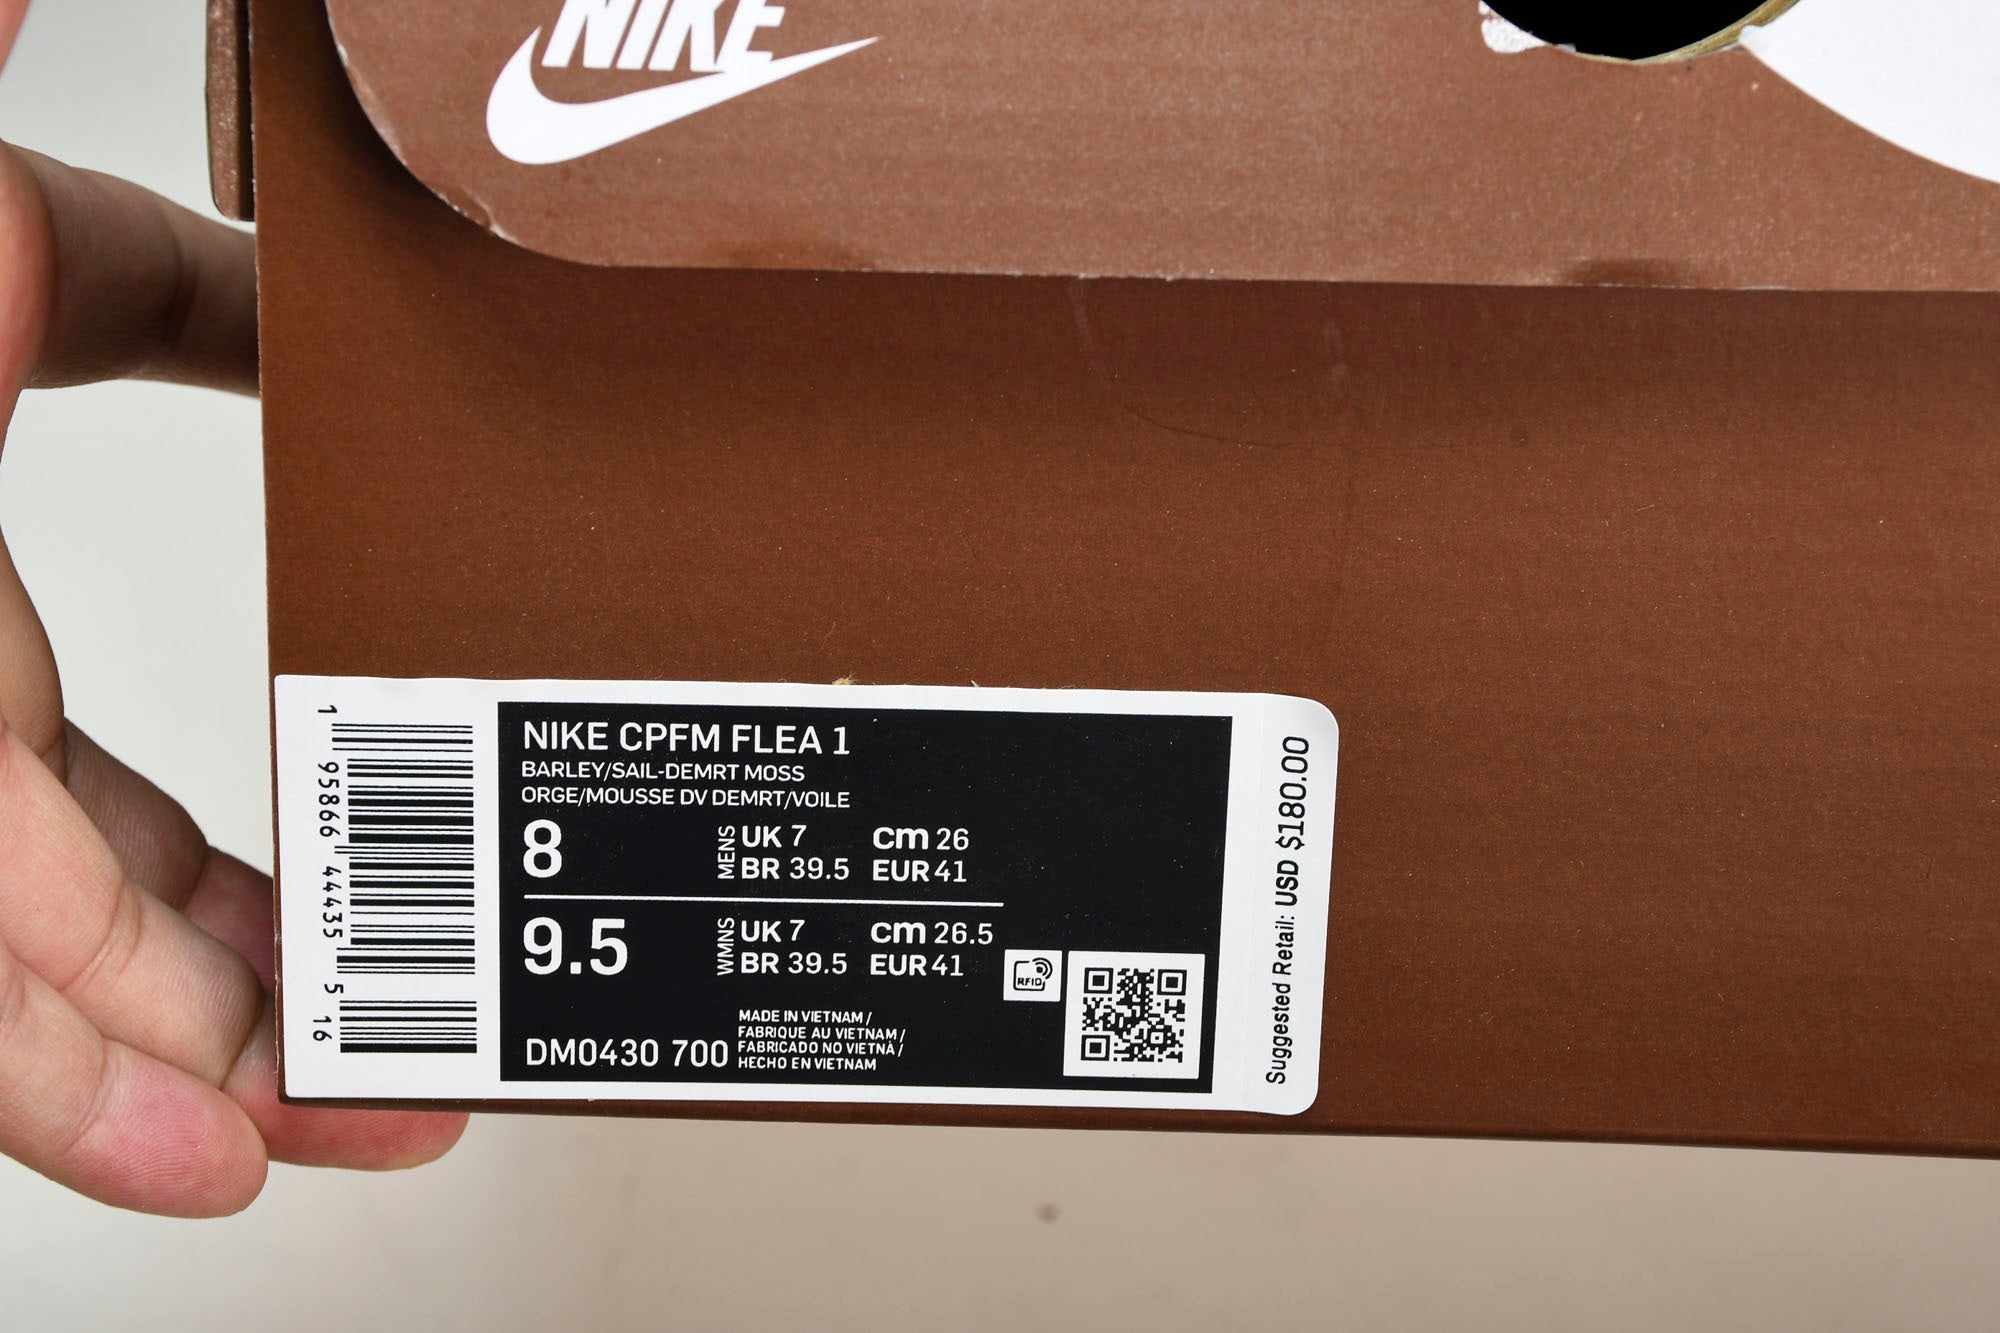 NIKE
NIKE CPFM FLEA 1
BARLEY/SAIL-DEMRT MOSS
ORGE/MOUSSE DV DEMRT/VOILE
8
MENS
UK 7
cm 26
BR 39.5
EUR 41
9.5
WMNS
UK 7
cm 26.5
BR 39.5
EUR 41
RFID
DM0430 700
MADE IN VIETNAM /
FABRIQUE AU VIETNAM /
FABRICADO NO VIETNÃ /
HECHO EN VIETNAM
1 95866 44435 5 16
Suggested Retail: USD $180.00